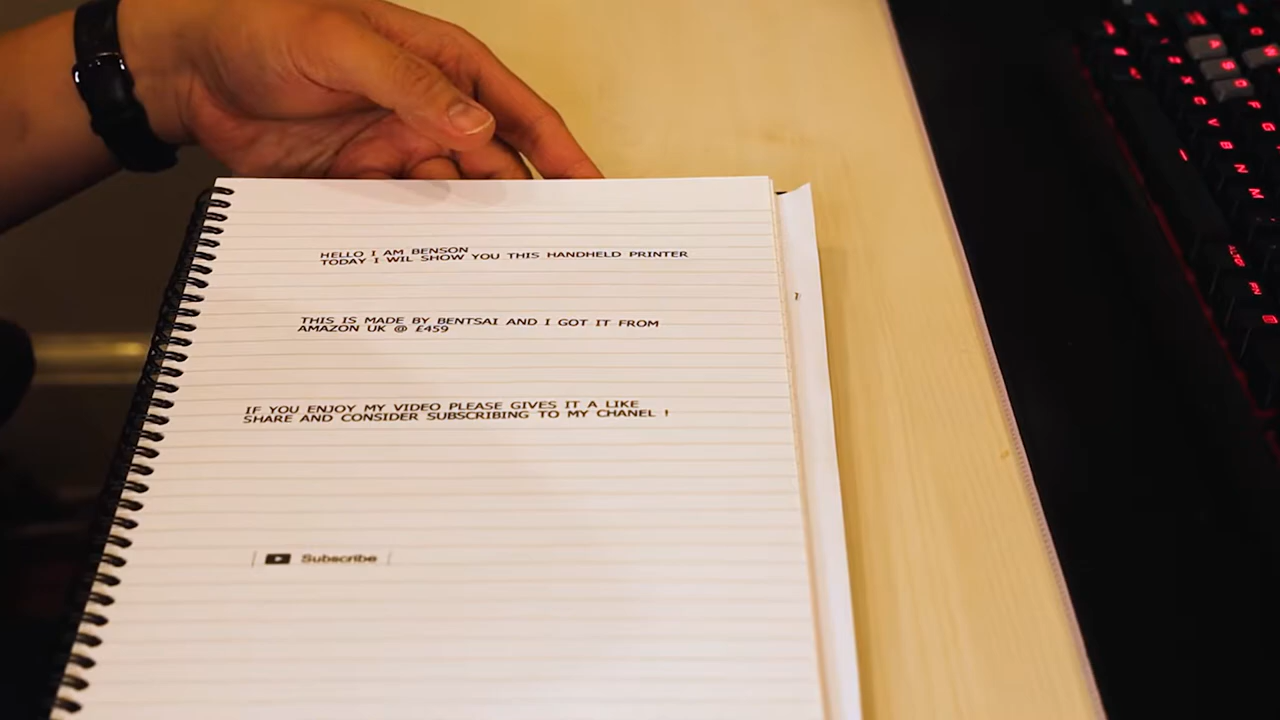 HELLO I AM BENSON
TODAY I WIL SHOW YOU THIS HANDHELD PRINTER
THIS IS MADE BY BENTSAI AND I GOT IT FROM
AMAZON UK @ £459
IF YOU ENJOY MY VIDEO PLEASE GIVES IT A LIKE
SHARE AND CONSIDER SUBSCRIBING TO MY CHANEL !
Subscribe
A
S
D
F
G
Z
X
C
V
B
N
M
FN